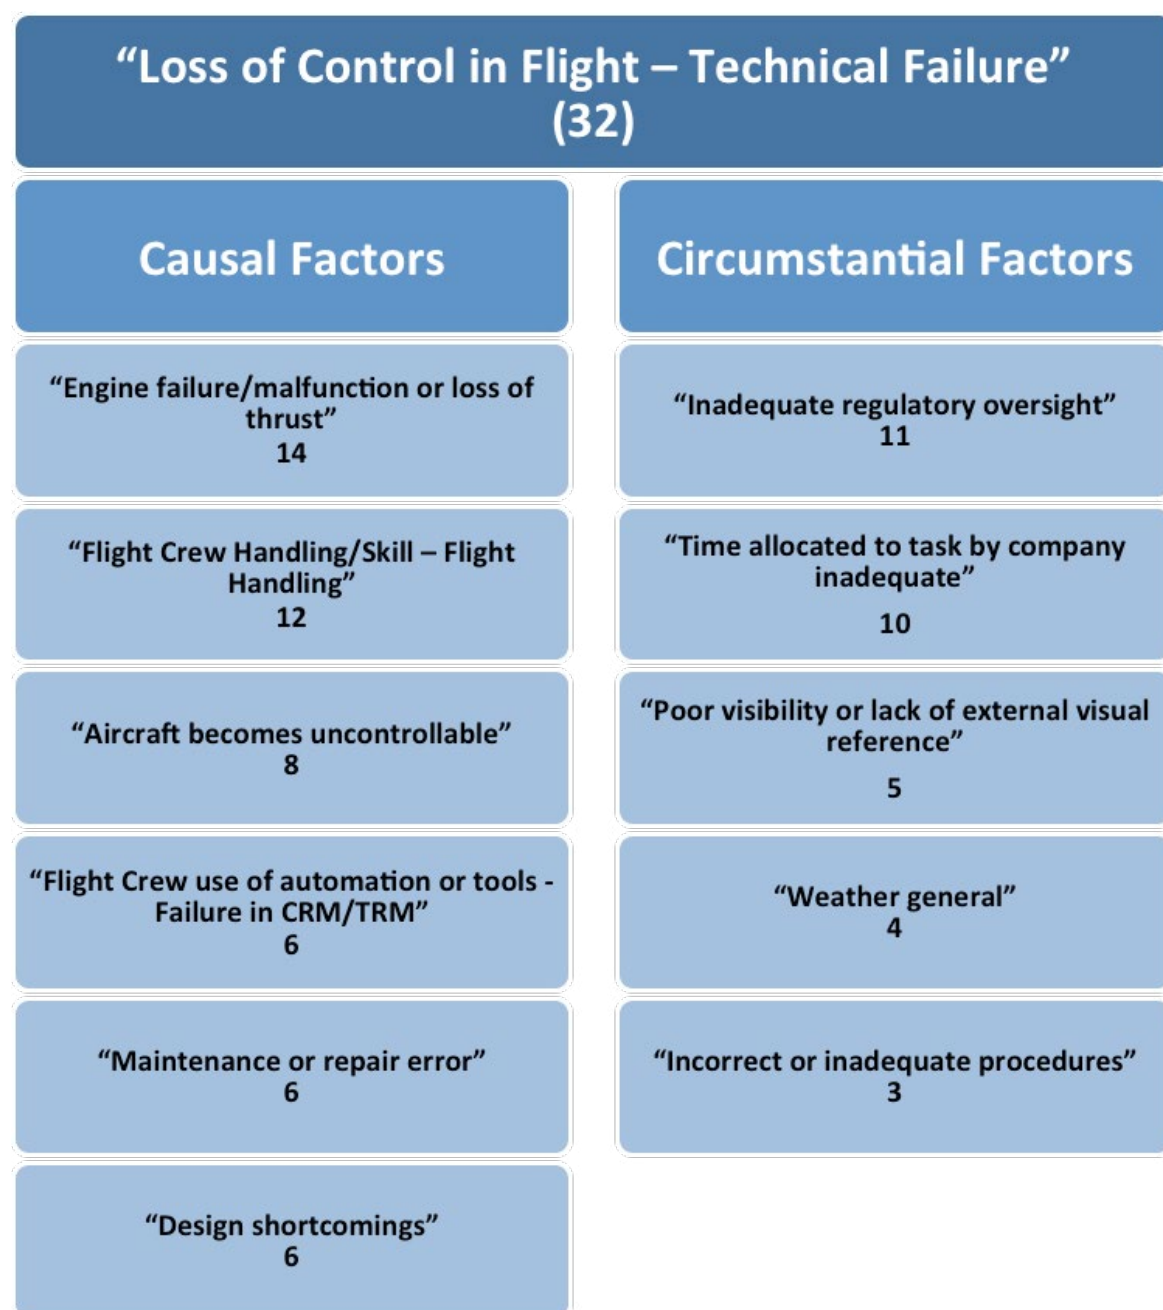 “Loss of Control in Flight – Technical Failure”
(32)
Causal Factors
“Engine failure/malfunction or loss of
thrust”
14
“Flight Crew Handling/Skill – Flight
Handling”
12
“Aircraft becomes uncontrollable”
8
“Flight Crew use of automation or tools -
Failure in CRM/TRM”
6
“Maintenance or repair error”
6
“Design shortcomings”
6
Circumstantial Factors
“Inadequate regulatory oversight”
11
“Time allocated to task by company
inadequate”
10
“Poor visibility or lack of external visual
reference”
5
“Weather general”
4
“Incorrect or inadequate procedures”
3